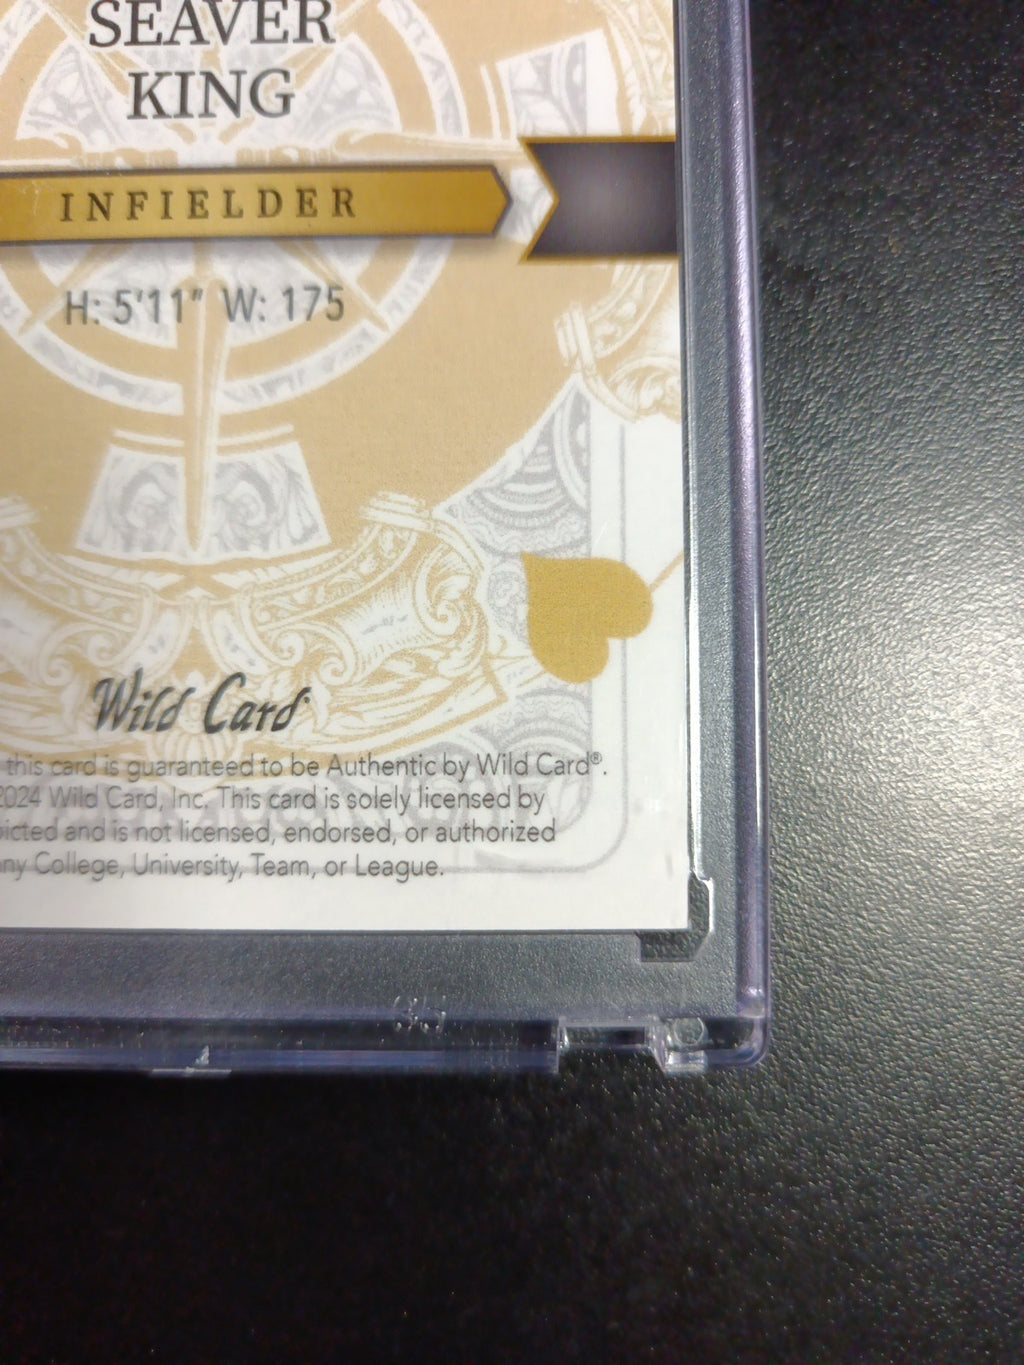 SEAVER
KING
INFIELDER
H: 5'11" W: 175
Wild Card
this card is guaranteed to be Authentic by Wild Card®.
2024 Wild Card, Inc. This card is solely licensed by
and is not licensed, endorsed, or authorized
College, University, Team, or League.
35